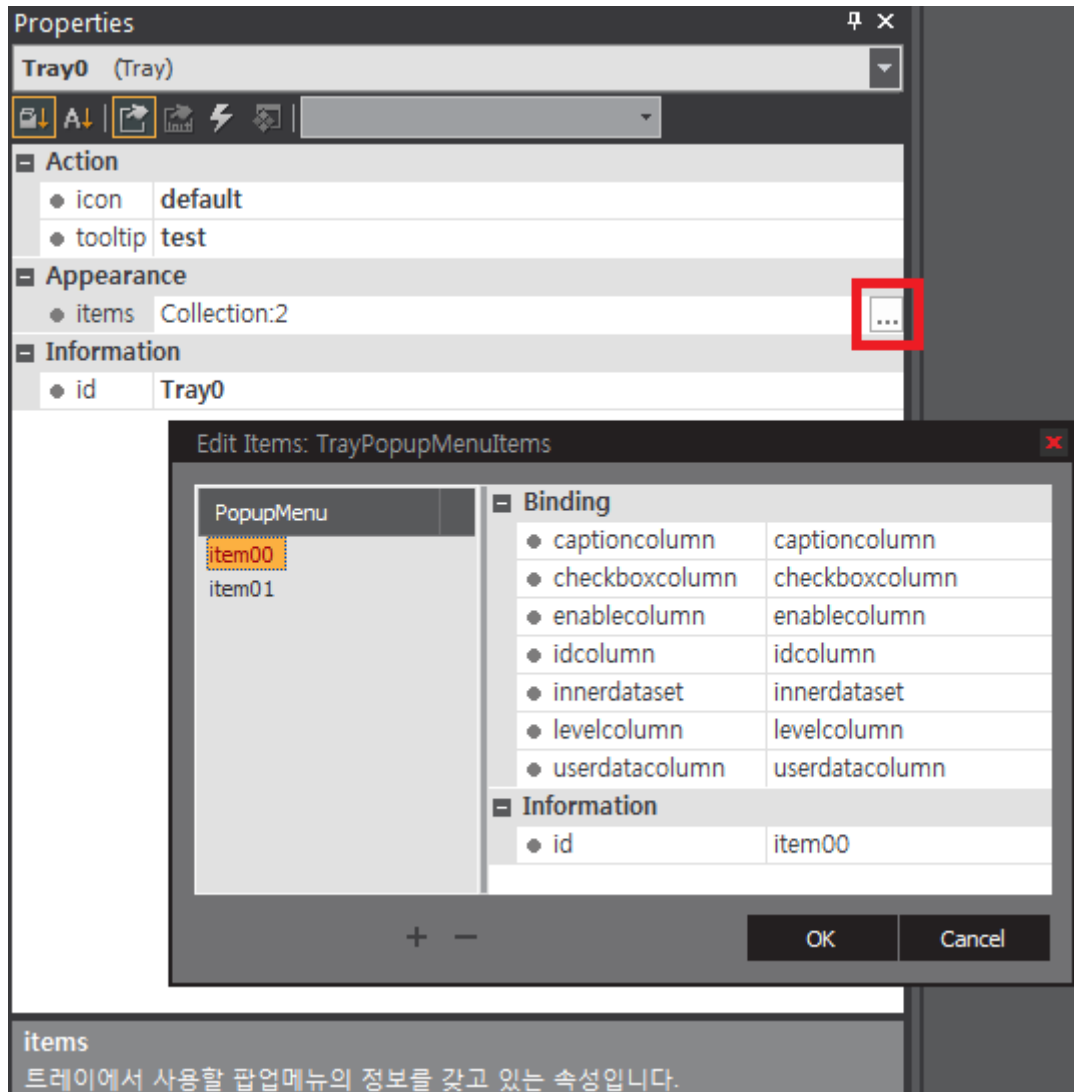 Properties
Tray0 (Tray)
Action
icon default
tooltip test
Appearance
items Collection:2 ...
Information
id Tray0
Edit Items: TrayPopupMenuItems
PopupMenu
item00
item01
Binding
captioncolumn captioncolumn
checkboxcolumn checkboxcolumn
enablecolumn enablecolumn
idcolumn idcolumn
innerdataset innerdataset
levelcolumn levelcolumn
userdatacolumn userdatacolumn
Information
id item00
OK Cancel
items
트레이에서 사용할 팝업메뉴의 정보를 갖고 있는 속성입니다.